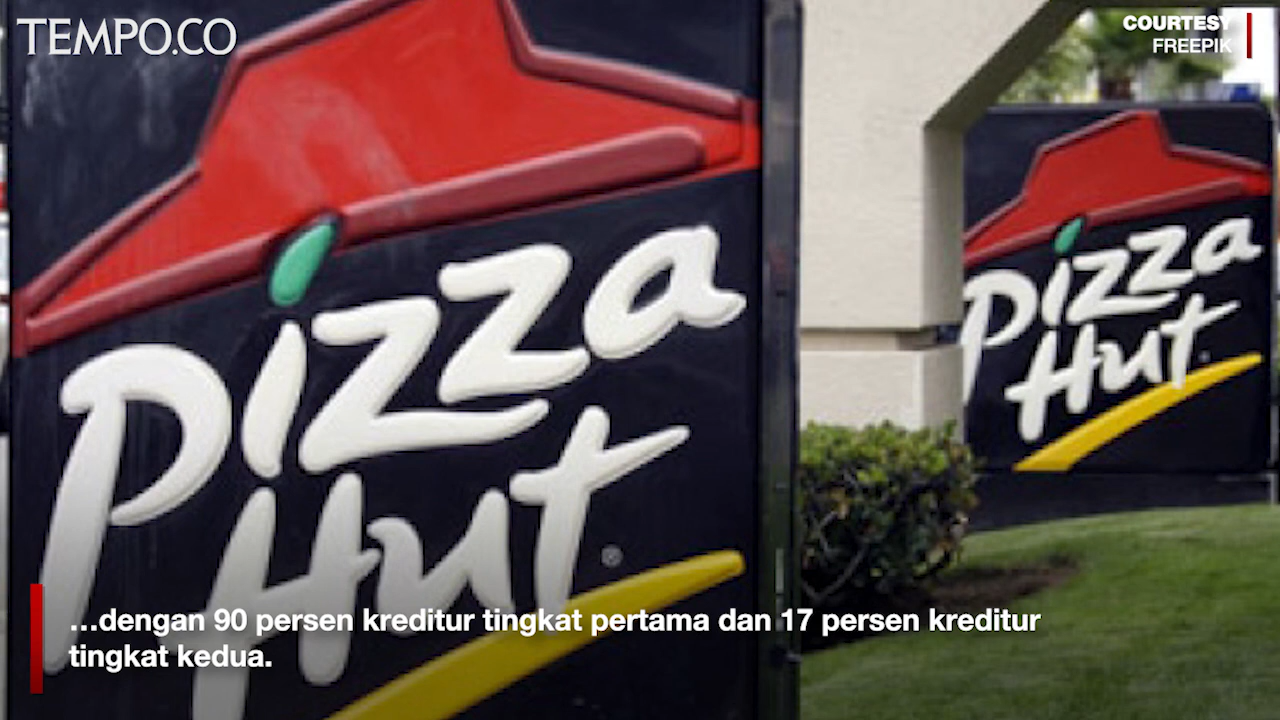 TEMPO.CO
COURTESY
FREEPIK
Pizza
Hut
®
Pizza
Hut
...dengan 90 persen kreditur tingkat pertama dan 17 persen kreditur
tingkat kedua.